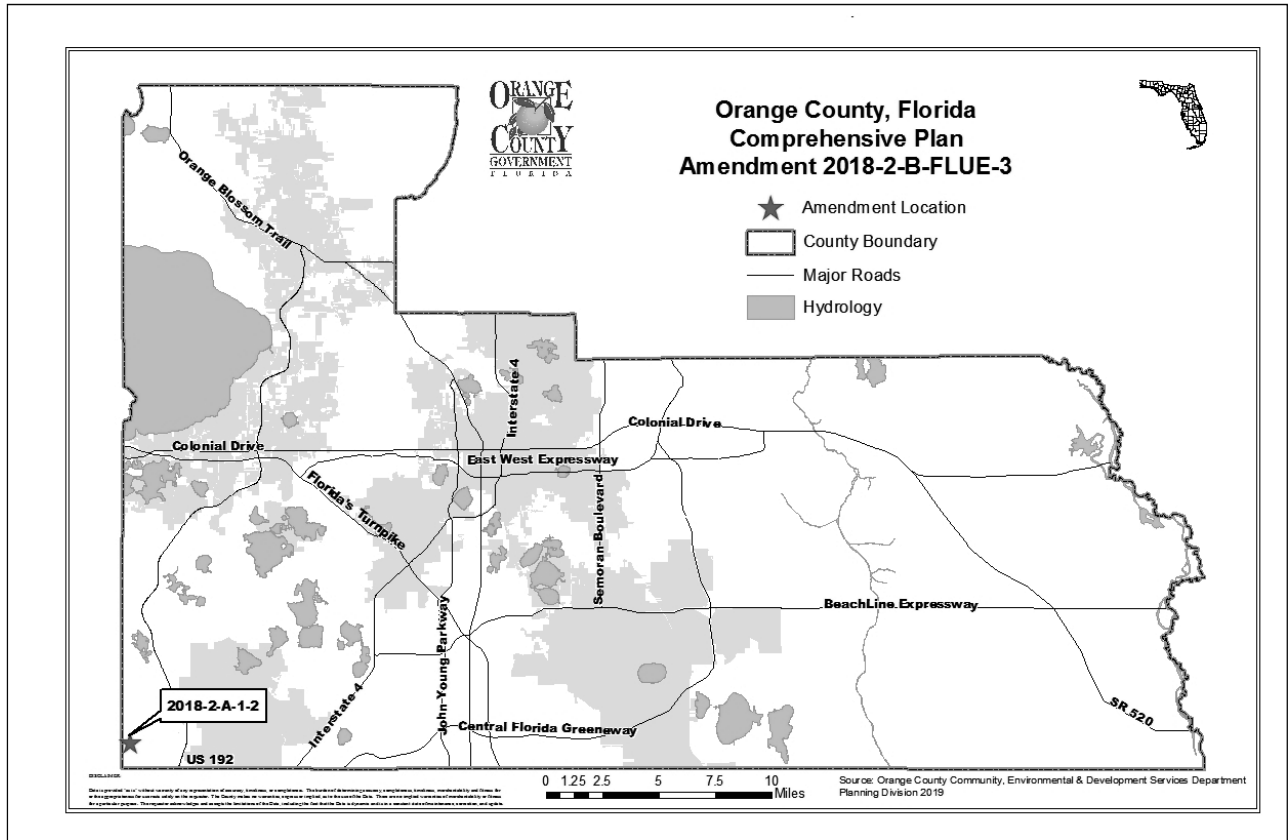 ORANGE
COUNTY
GOVERNMENT
FLORIDA
Orange County, Florida
Comprehensive Plan
Amendment 2018-2-B-FLUE-3
Amendment Location
County Boundary
Major Roads
Hydrology
Orange Blossom Trail
Interstate 4
Colonial Drive
Colonial Drive
East West Expressway
Florida's Turnpike
Semoran Boulevard
BeachLine Expressway
John Young Parkway
2018-2-A-1-2
Interstate 4
Central Florida Greeneway
SR 520
US 192
DISCLAIMER:
0 1.25 2.5 5 7.5 10
Miles
Source: Orange County Community, Environmental & Development Services Department
Planning Division 2019